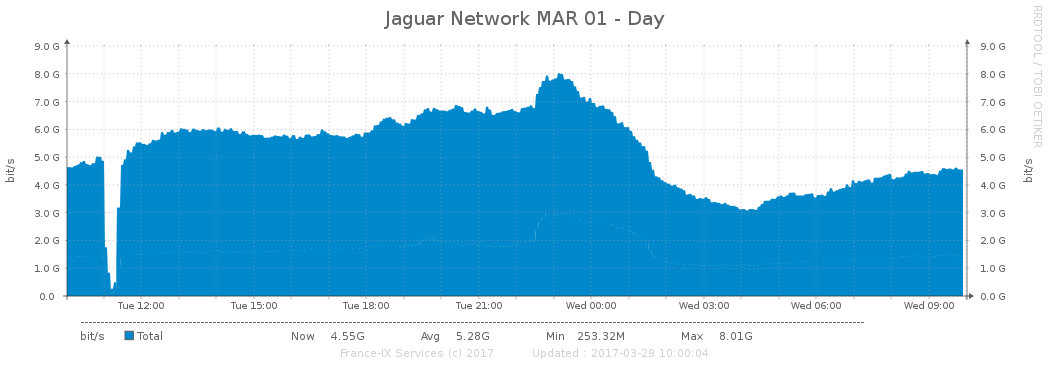 Jaguar Network MAR 01 - Day
RRDTOOL / TOBI OETIKER
9.0 G 9.0 G
8.0 G 8.0 G
7.0 G 7.0 G
6.0 G 6.0 G
5.0 G 5.0 G
4.0 G 4.0 G
3.0 G 3.0 G
2.0 G 2.0 G
1.0 G 1.0 G
0.0 0.0 G
bit/s
bit/s
Tue 12:00 Tue 15:00 Tue 18:00 Tue 21:00 Wed 00:00 Wed 03:00 Wed 06:00 Wed 09:00
bit/s Total Now 4.55G Avg 5.28G Min 253.32M Max 8.01G
France-IX Services (c) 2017 Updated : 2017-03-29 10:00:04